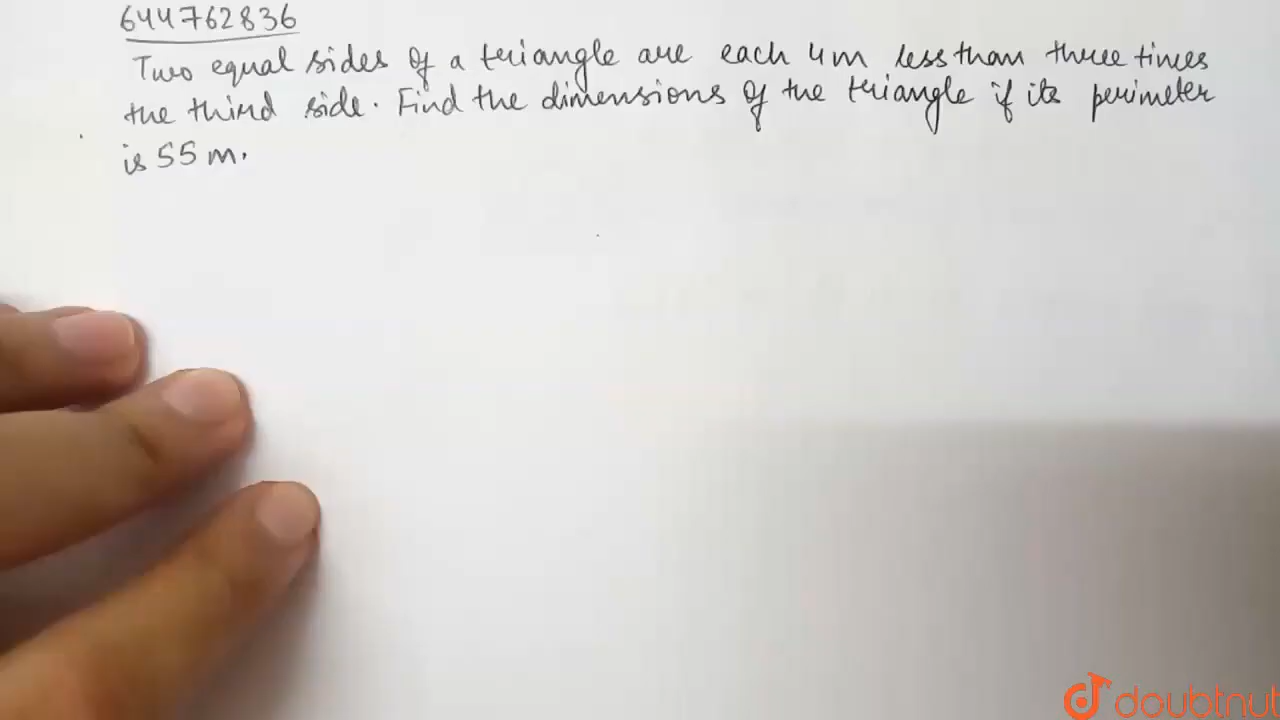 644762836
Two equal sides of a triangle are each 4m less than three times
the third side. Find the dimensions of the triangle if its perimeter
is 55 m.
doubtnut